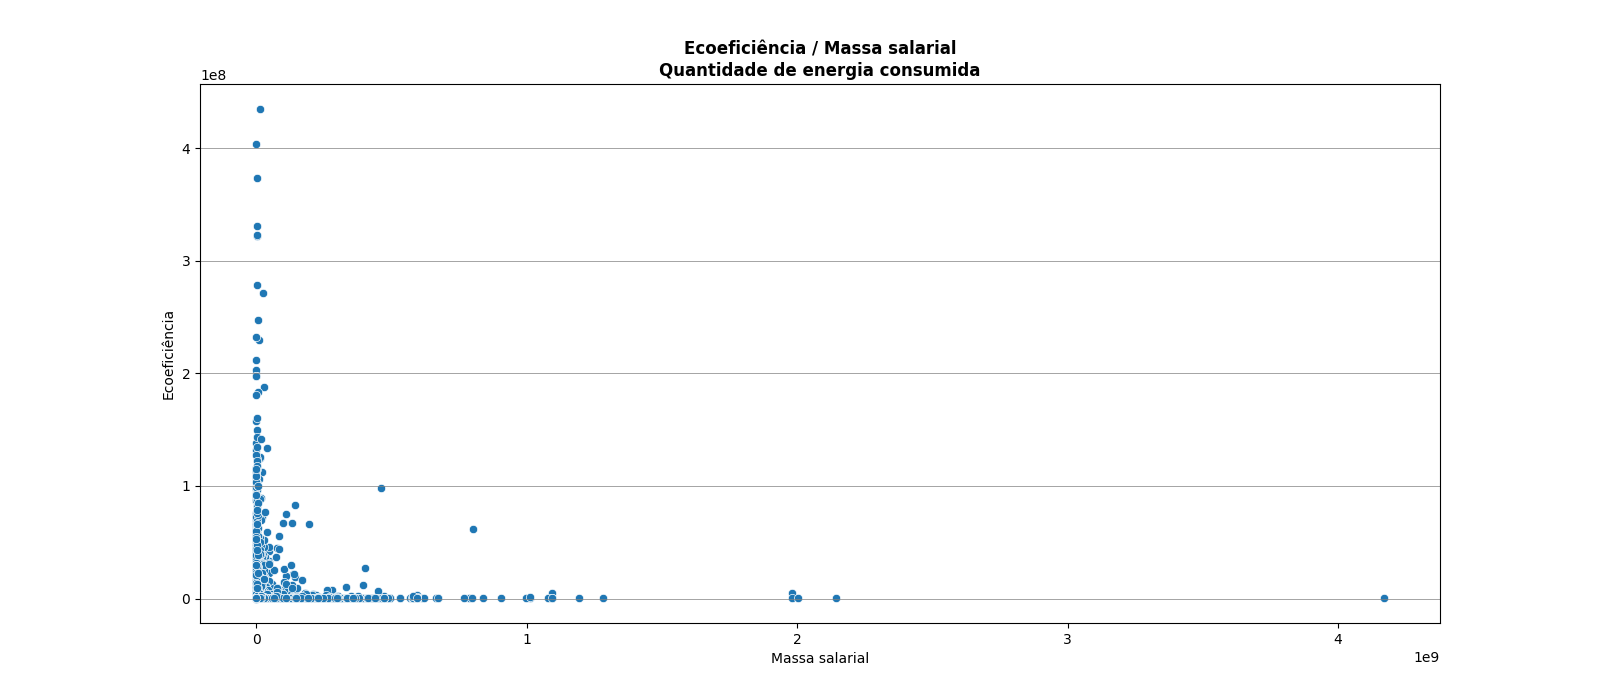 Ecoeficiência / Massa salarial
Quantidade de energia consumida
1e8
4
3
2
1
0
Ecoeficiência
0 1 2 3 4
1e9
Massa salarial